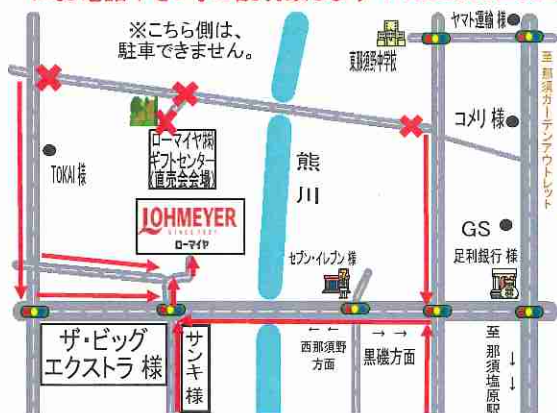 ※こちら側は、
駐車できません。
ヤマト運輸 様
東那須野中学校
至 那須ガーデンアウトレット
コメリ 様
ローマイヤ㈱
ギフトセンター
(直売会会場)
TOKAI 様
熊川
LOHMEYER
SINCE 1921
ローマイヤ
GS
足利銀行 様
セブン・イレブン 様
ザ・ビッグ
エクストラ 様
サンキ 様
← ←
西那須野
方面
→ →
黒磯方面
至 那須塩原駅
↓ ↓